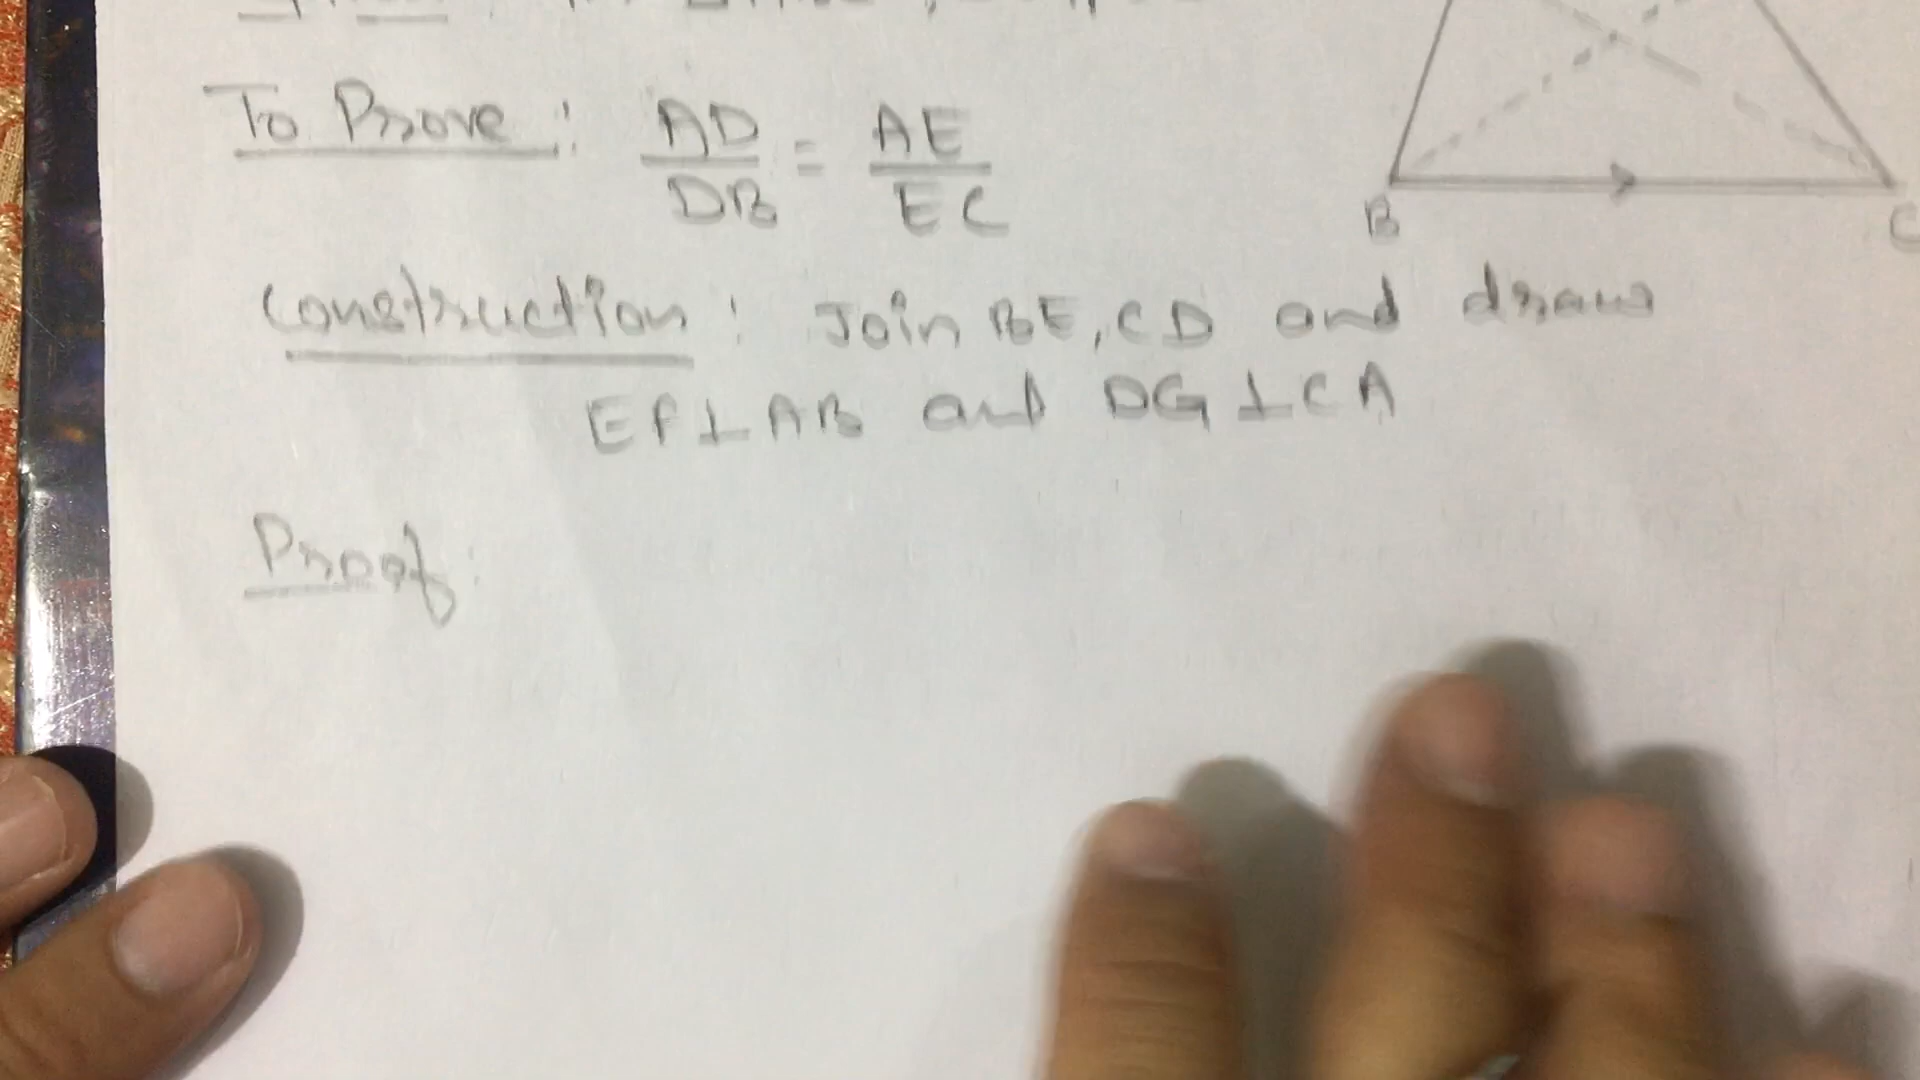 To Prove: AD/DB = AE/EC
B
C
Construction: Join BE, CD and draw
EF⊥AB and DG⊥CA
Proof: